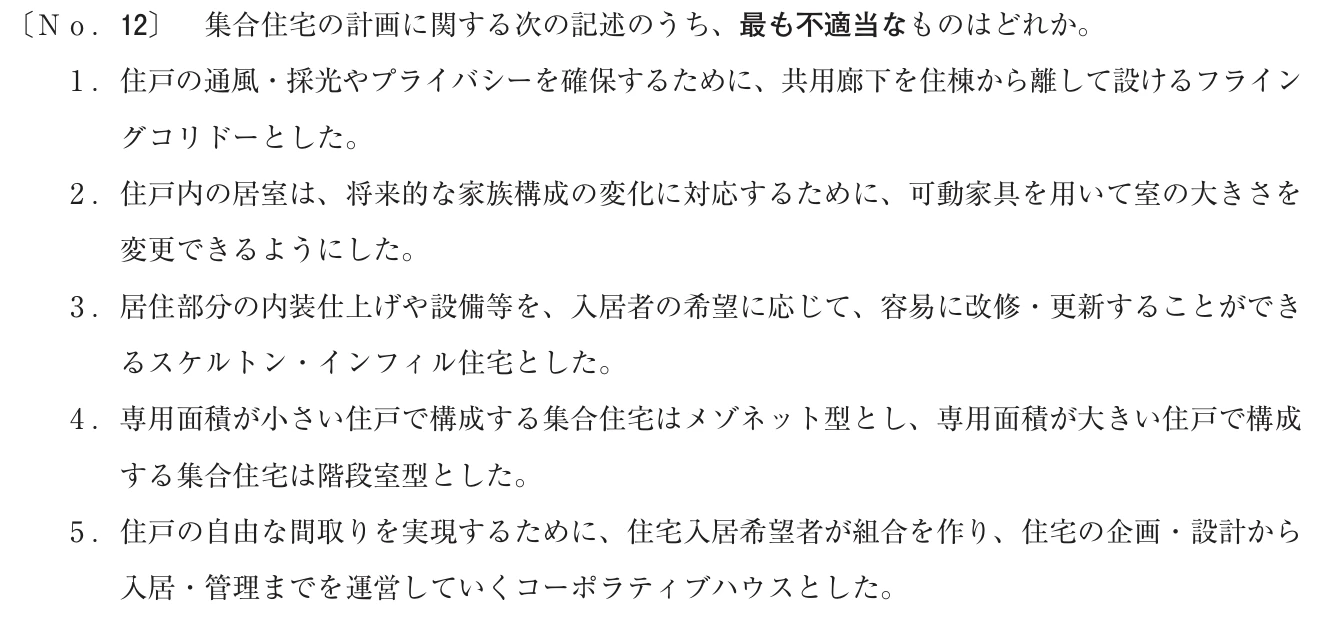 〔Ｎｏ．12〕　集合住宅の計画に関する次の記述のうち、最も不適当なものはどれか。
１．住戸の通風・採光やプライバシーを確保するために、共用廊下を住棟から離して設けるフライン
グコリドーとした。
２．住戸内の居室は、将来的な家族構成の変化に対応するために、可動家具を用いて室の大きさを
変更できるようにした。
３．居住部分の内装仕上げや設備等を、入居者の希望に応じて、容易に改修・更新することができ
るスケルトン・インフィル住宅とした。
４．専用面積が小さい住戸で構成する集合住宅はメゾネット型とし、専用面積が大きい住戸で構成
する集合住宅は階段室型とした。
５．住戸の自由な間取りを実現するために、住宅入居希望者が組合を作り、住宅の企画・設計から
入居・管理までを運営していくコーポラティブハウスとした。